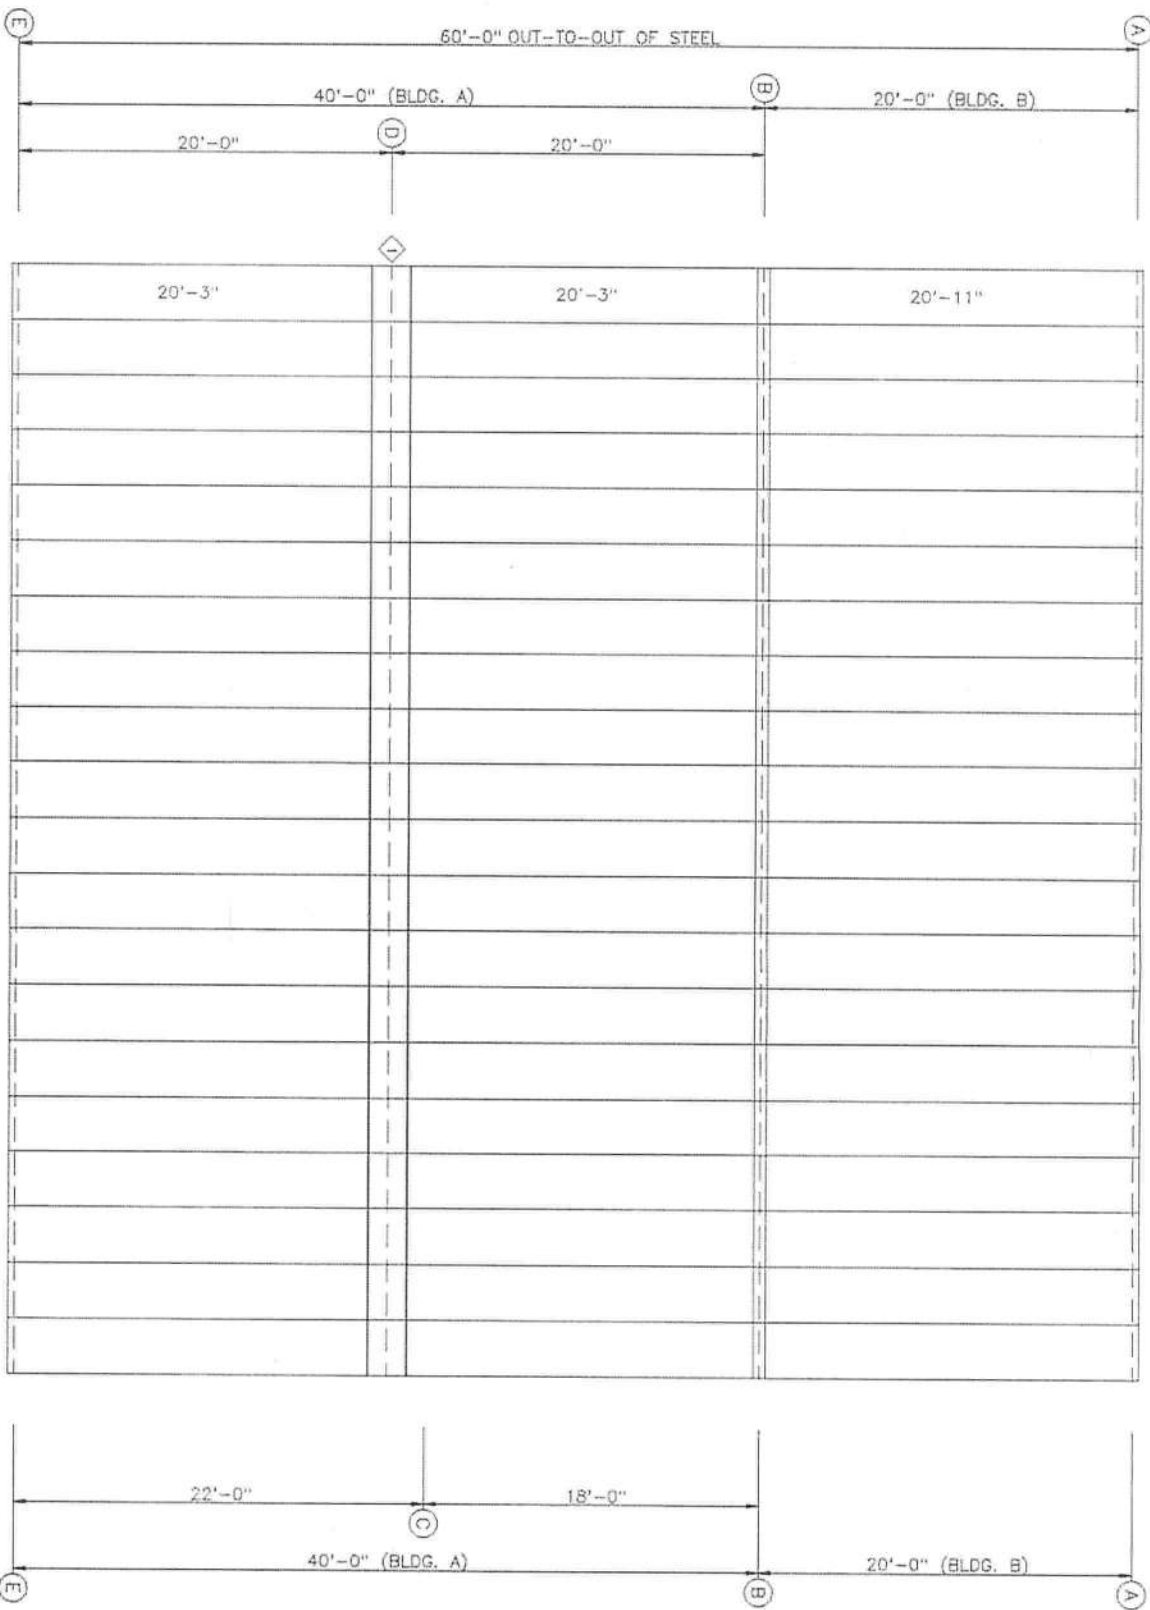 E
A
60'-0" OUT-TO-OUT OF STEEL
B
40'-0" (BLDG. A)
20'-0" (BLDG. B)
D
20'-0"
20'-0"
1
20'-3"
20'-3"
20'-11"
22'-0"
18'-0"
C
40'-0" (BLDG. A)
20'-0" (BLDG. B)
E
B
A